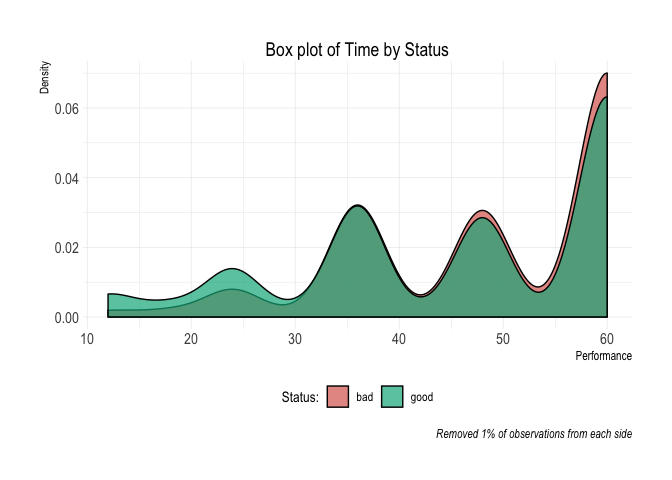 Box plot of Time by Status
Density
0.06
0.04
0.02
0.00
10 20 30 40 50 60
Performance
Status: bad good
Removed 1% of observations from each side